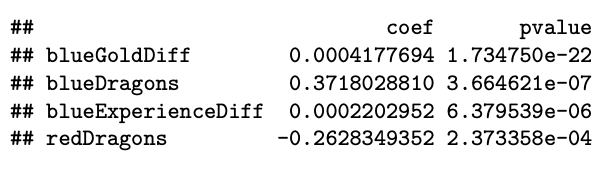 ##                            coef       pvalue
## blueGoldDiff        0.0004177694 1.734750e-22
## blueDragons         0.3718028810 3.664621e-07
## blueExperienceDiff  0.0002202952 6.379539e-06
## redDragons         -0.2628349352 2.373358e-04